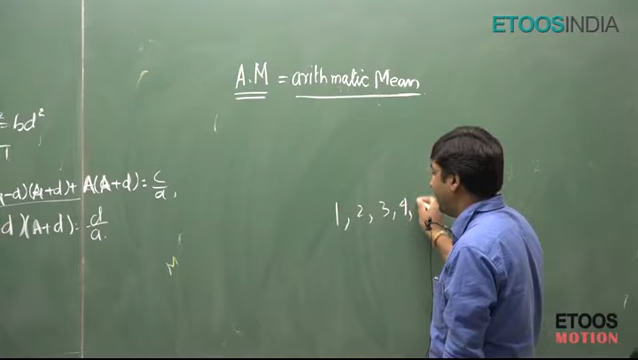 ETOOSINDIA
A.M = arithmatic Mean
= bd²
-d)(A+d) + A(A+d) = c/a,
d)(A+d) = d/a.
1, 2, 3, 4,
M
ETOOS
MOTION